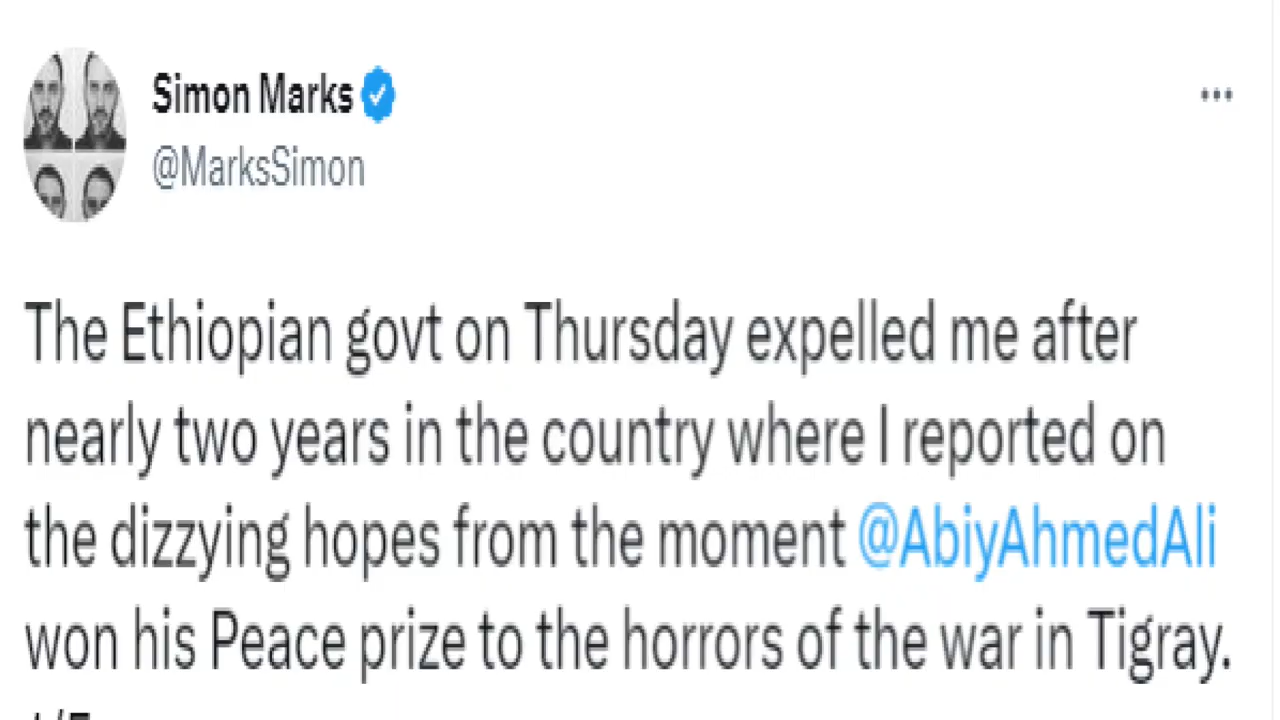 Simon Marks
@MarksSimon
The Ethiopian govt on Thursday expelled me after
nearly two years in the country where I reported on
the dizzying hopes from the moment @AbiyAhmedAli
won his Peace prize to the horrors of the war in Tigray.